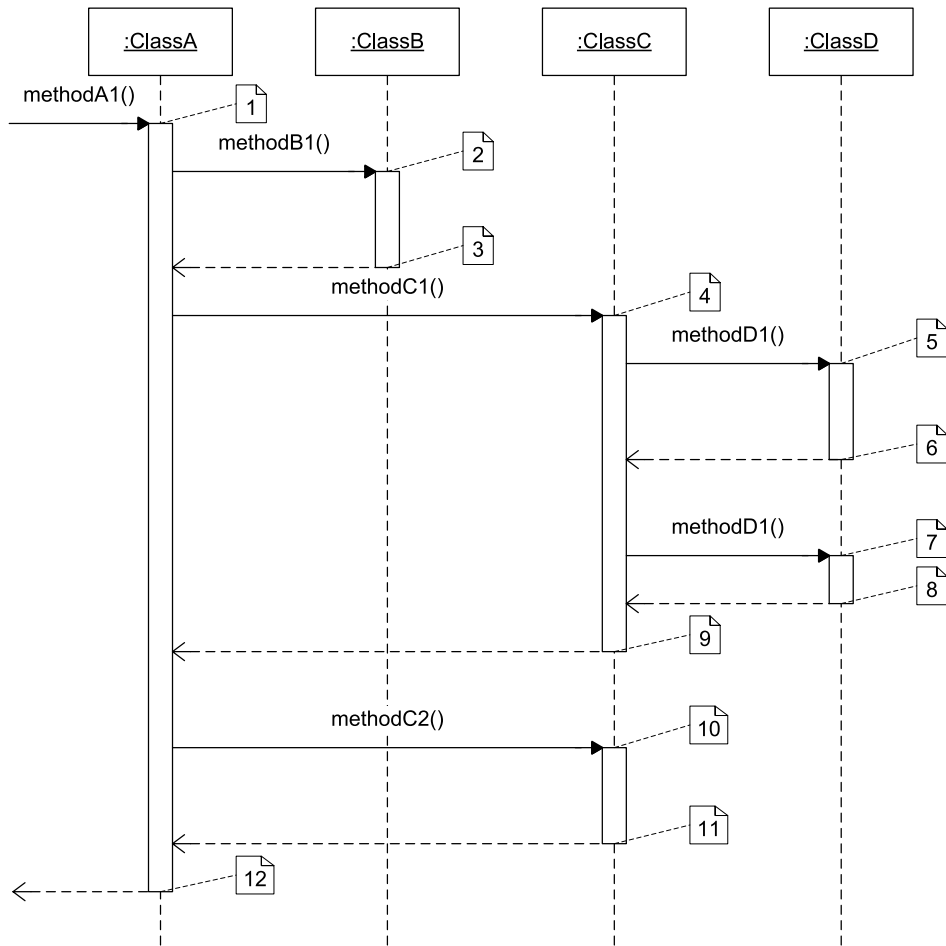 :ClassA
:ClassB
:ClassC
:ClassD
methodA1()
1
methodB1()
2
3
methodC1()
4
methodD1()
5
6
methodD1()
7
8
9
methodC2()
10
11
12